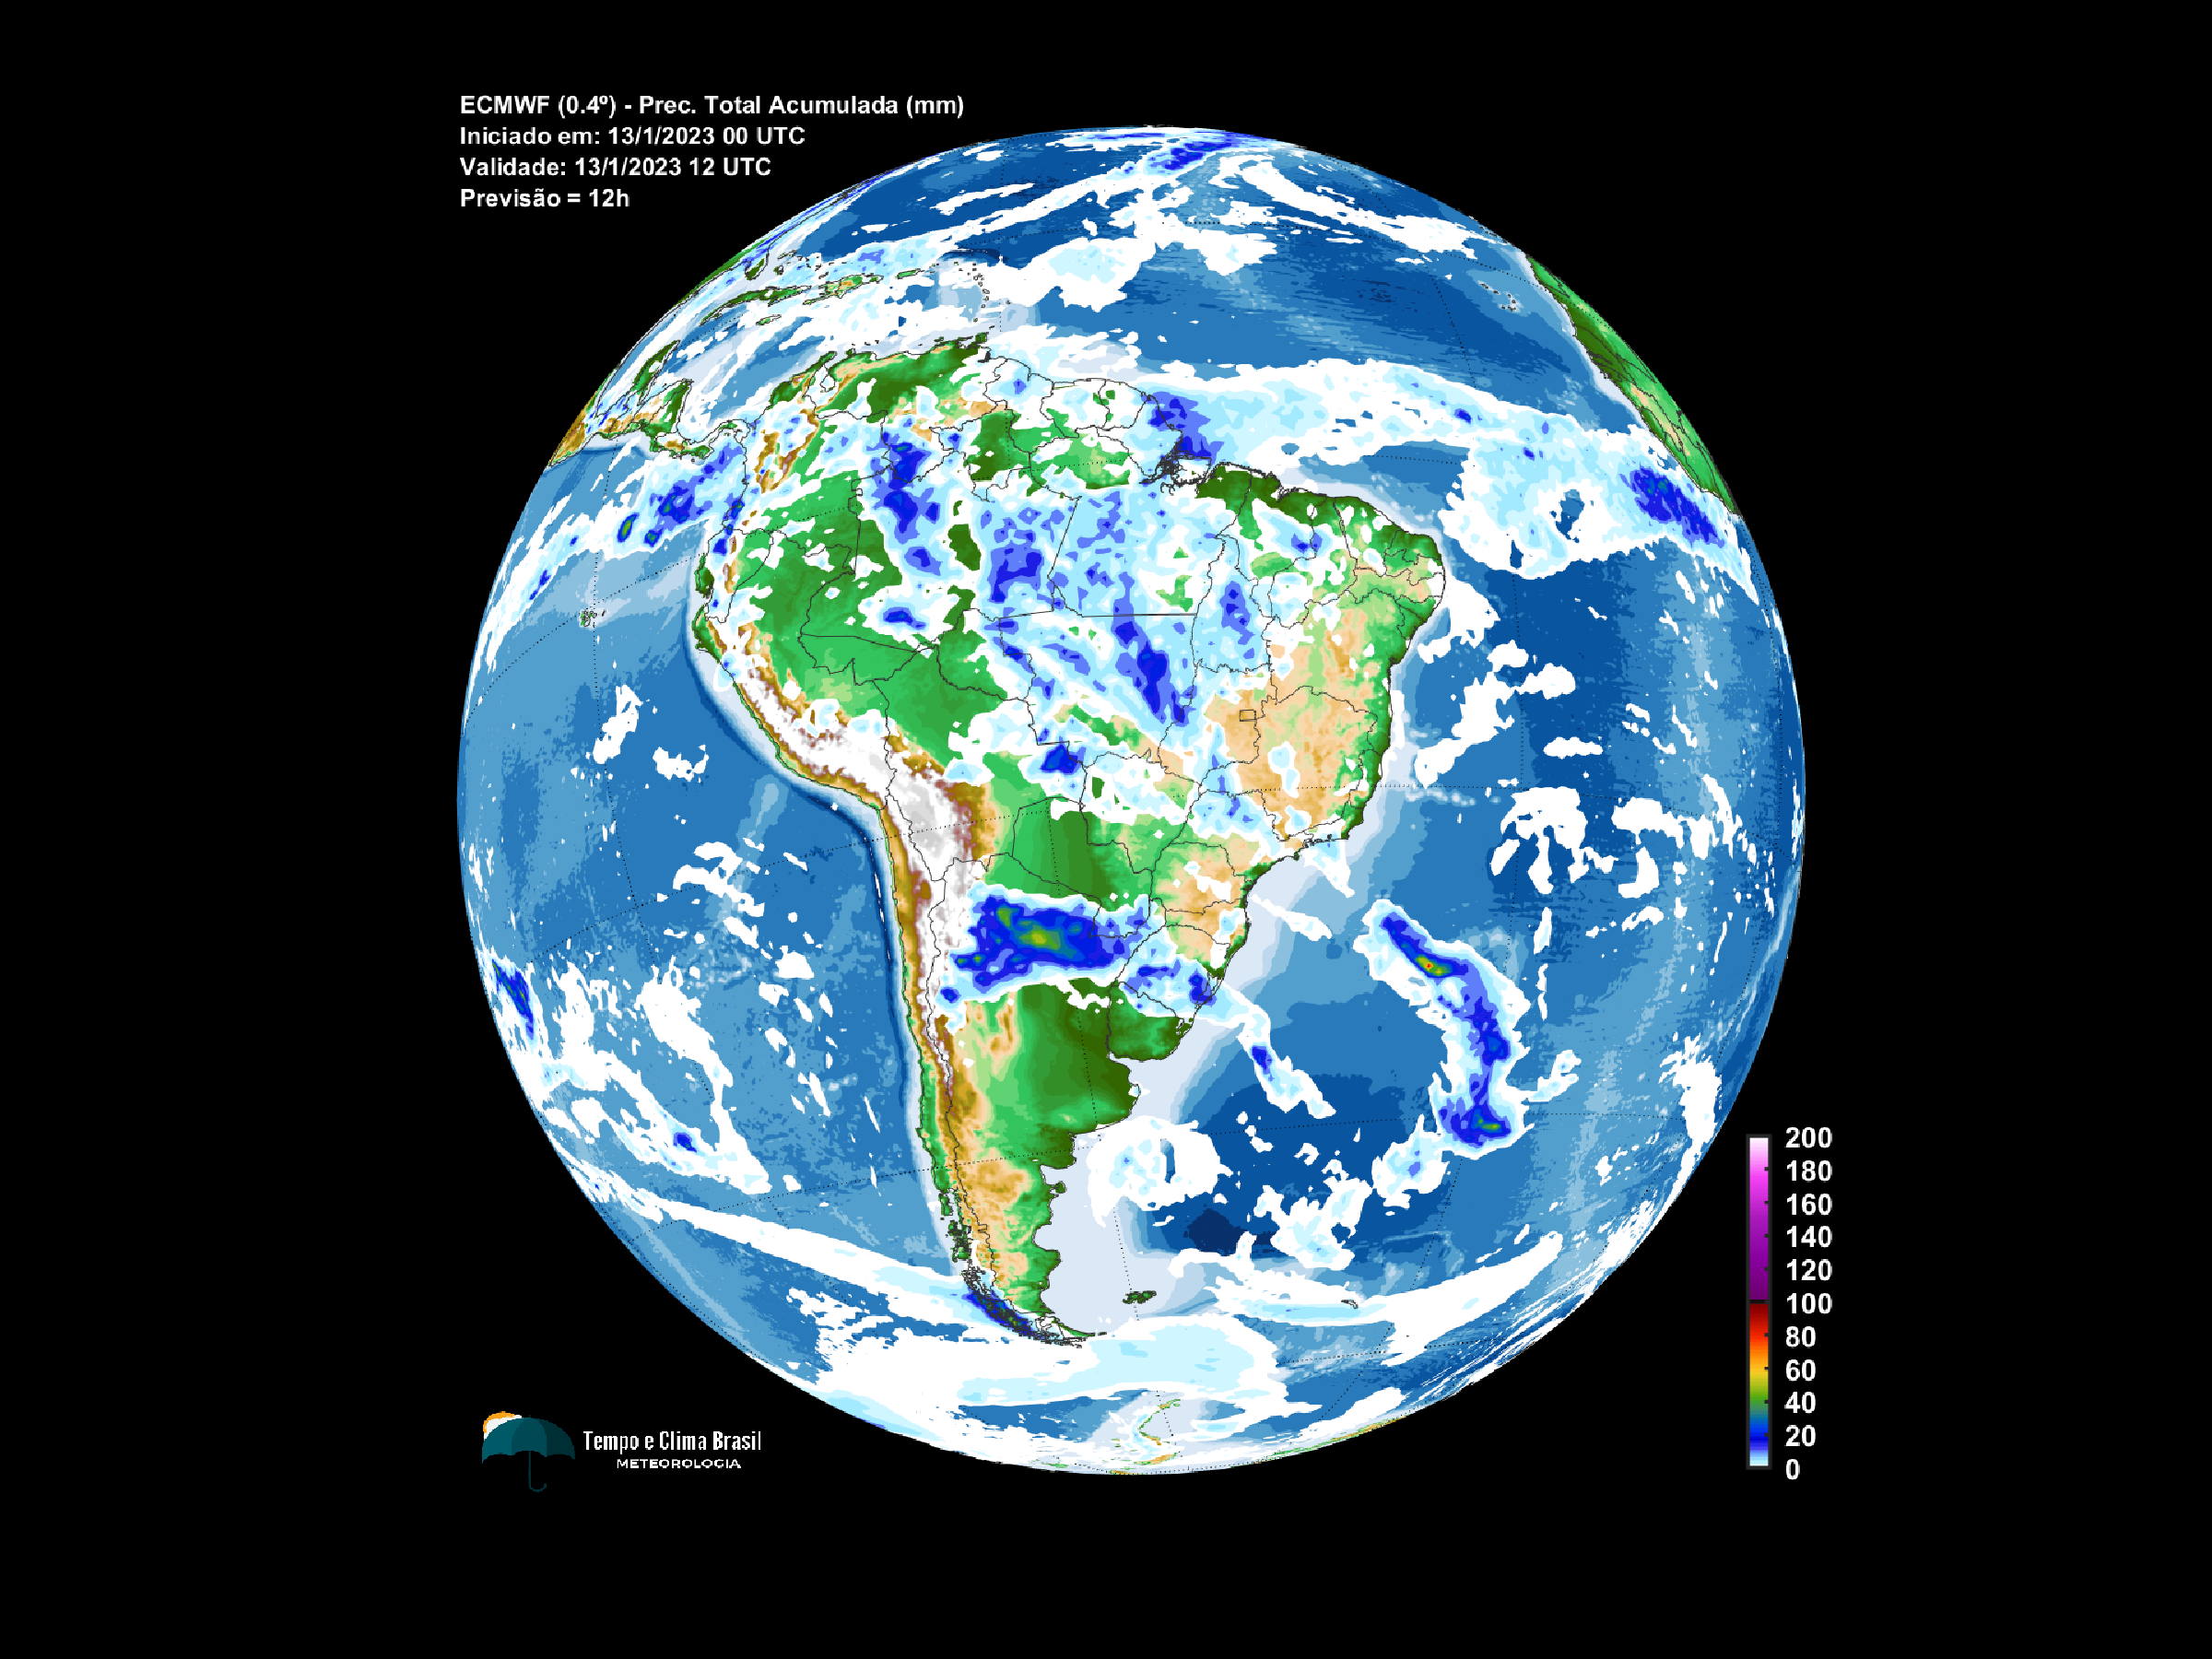 ECMWF (0.4º) - Prec. Total Acumulada (mm)
Iniciado em: 13/1/2023 00 UTC
Validade: 13/1/2023 12 UTC
Previsão = 12h
200
180
160
140
120
100
80
60
40
20
0
Tempo e Clima Brasil
METEOROLOGIA